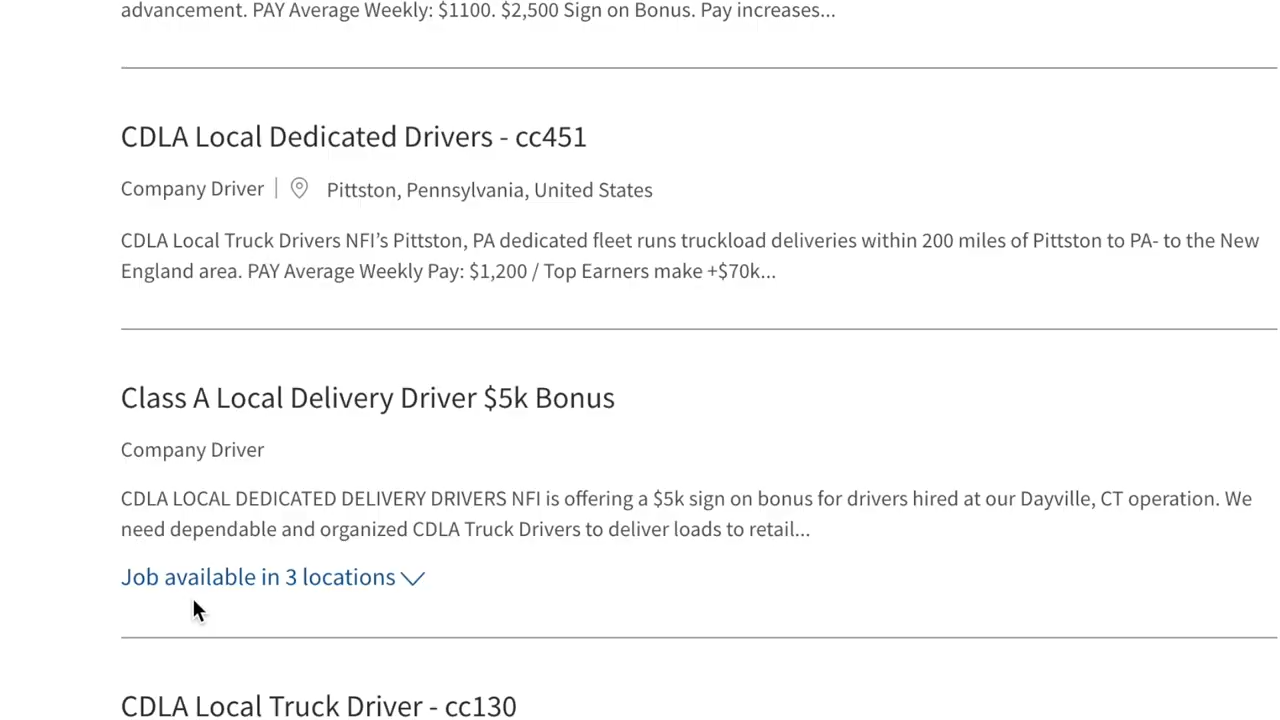 advancement. PAY Average Weekly: $1100. $2,500 Sign on Bonus. Pay increases...
CDLA Local Dedicated Drivers - cc451
Company Driver Pittston, Pennsylvania, United States
CDLA Local Truck Drivers NFI’s Pittston, PA dedicated fleet runs truckload deliveries within 200 miles of Pittston to PA- to the New
England area. PAY Average Weekly Pay: $1,200 / Top Earners make +$70k...
Class A Local Delivery Driver $5k Bonus
Company Driver
CDLA LOCAL DEDICATED DELIVERY DRIVERS NFI is offering a $5k sign on bonus for drivers hired at our Dayville, CT operation. We
need dependable and organized CDLA Truck Drivers to deliver loads to retail...
Job available in 3 locations
CDLA Local Truck Driver - cc130